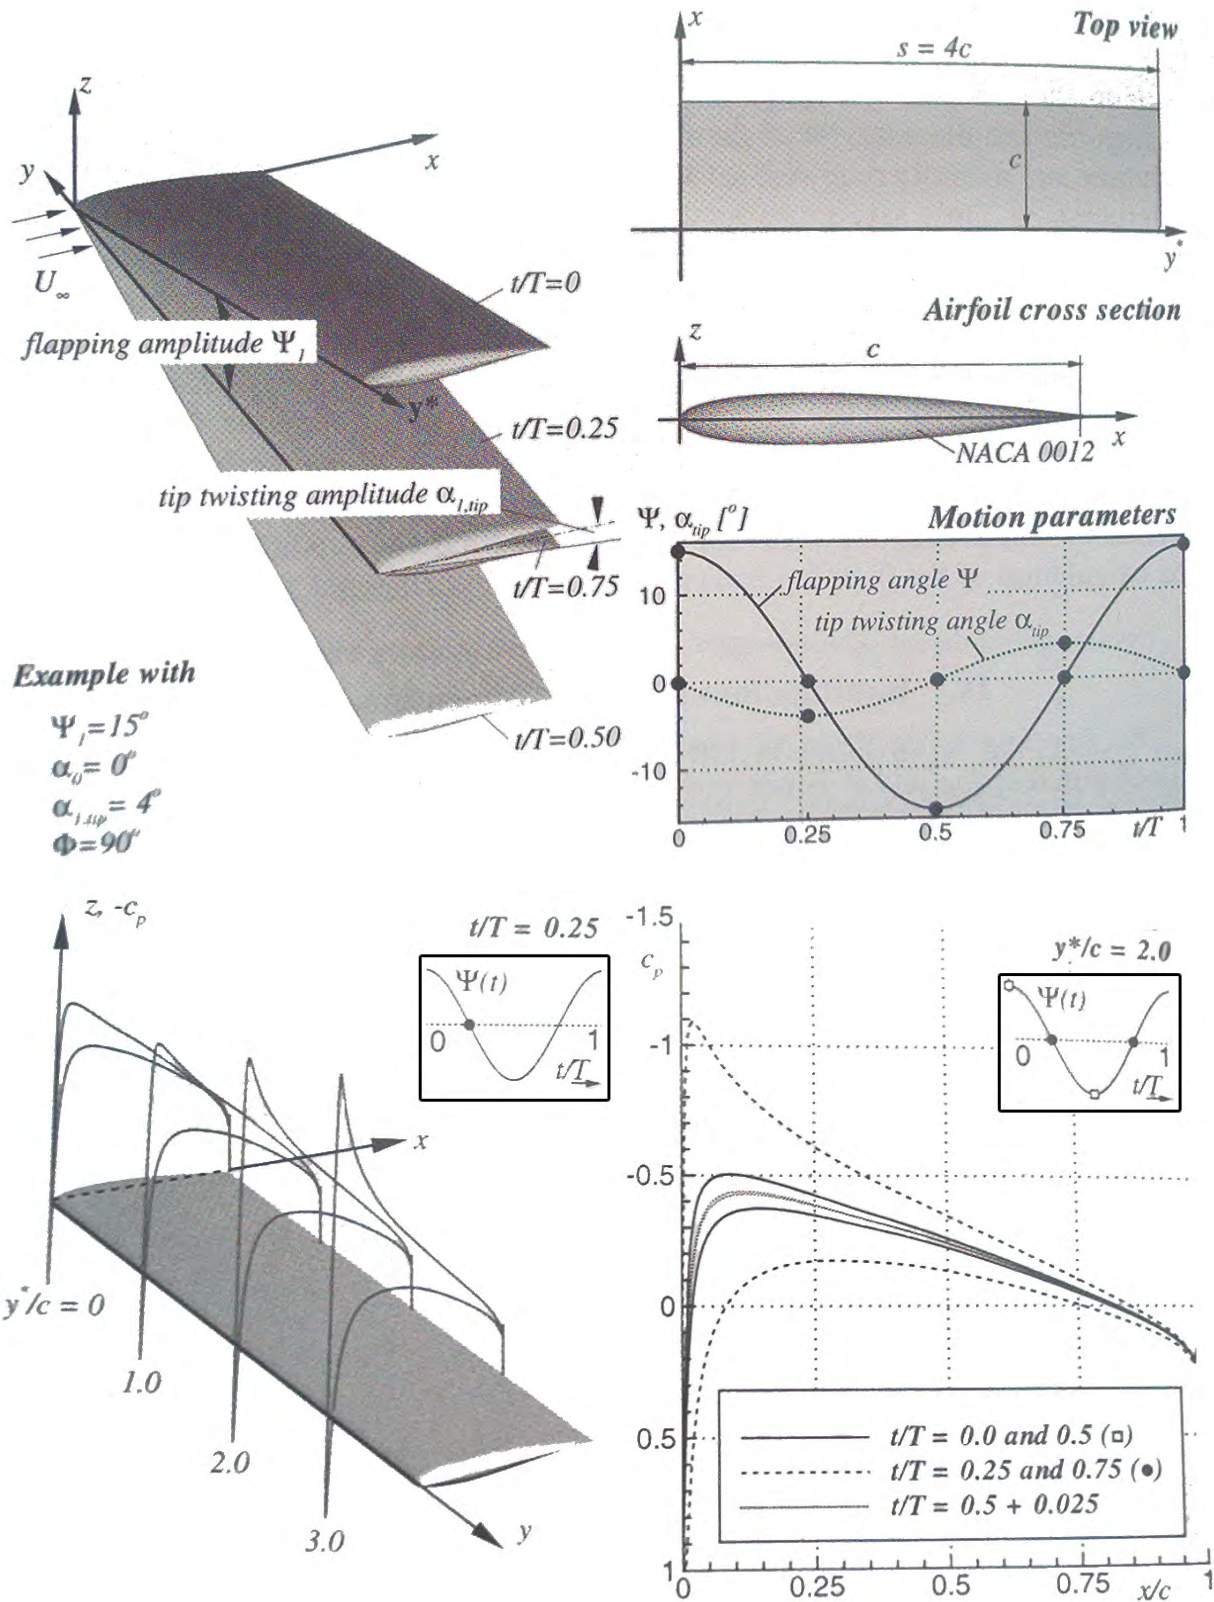 z
x
y
U∞
t/T=0
flapping amplitude Ψ1
y*
t/T=0.25
tip twisting amplitude α1,tip
t/T=0.75
t/T=0.50
Example with
Ψ1=15°
α0=0°
α1,tip=4°
Φ=90°
x
Top view
s = 4c
c
y*
Airfoil cross section
z
c
x
NACA 0012
Ψ, αtip [°]
Motion parameters
flapping angle Ψ
tip twisting angle αtip
10
0
-10
0
0.25
0.5
0.75
t/T
1
z, -cp
t/T = 0.25
Ψ(t)
0
1
t/T
x
y*/c = 0
1.0
2.0
3.0
y
-1.5
cp
y*/c = 2.0
Ψ(t)
0
1
t/T
-1
-0.5
0
0.5
1
t/T = 0.0 and 0.5 (□)
t/T = 0.25 and 0.75 (●)
t/T = 0.5 + 0.025
0
0.25
0.5
0.75
x/c
1